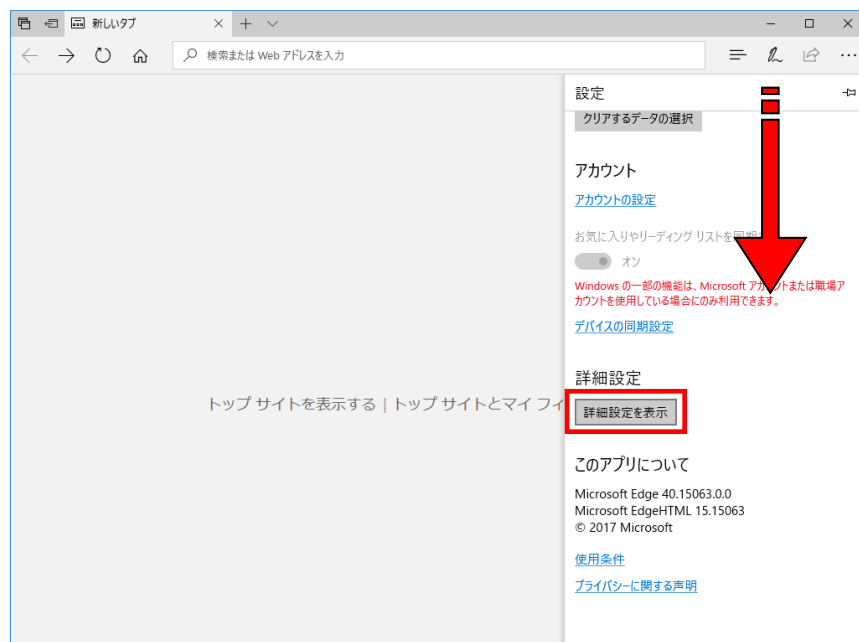 新しいタブ
検索または Web アドレスを入力
設定
クリアするデータの選択
アカウント
アカウントの設定
お気に入りやリーディング リストを同期
オン
Windows の一部の機能は、Microsoft アカウントまたは職場ア
カウントを使用している場合にのみ利用できます。
デバイスの同期設定
トップ サイトを表示する | トップ サイトとマイ フィ
詳細設定
詳細設定を表示
このアプリについて
Microsoft Edge 40.15063.0.0
Microsoft EdgeHTML 15.15063
© 2017 Microsoft
使用条件
プライバシーに関する声明